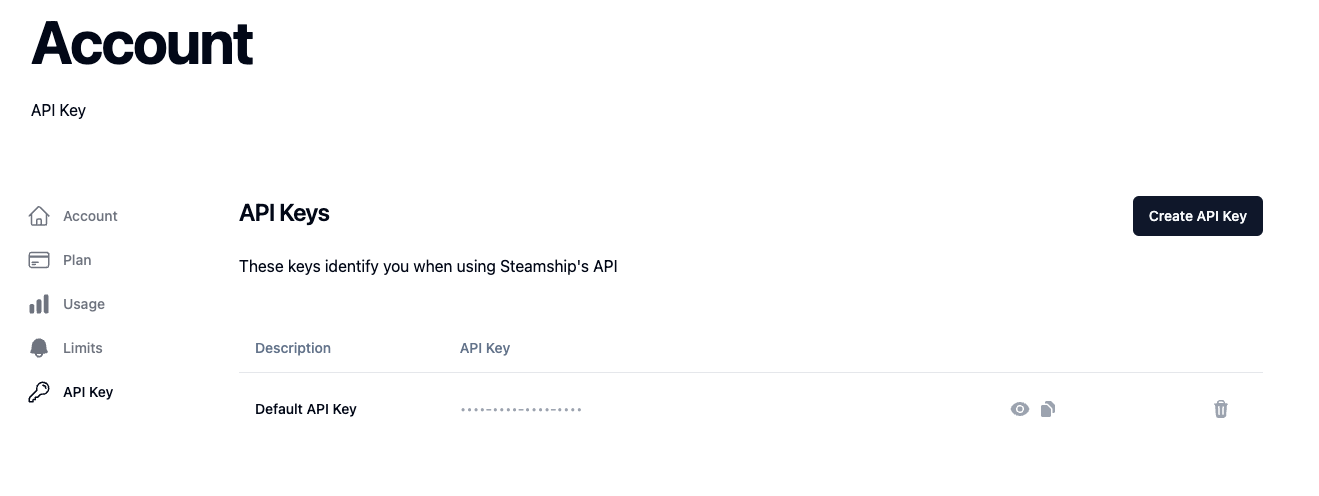 Account
API Key
Account
Plan
Usage
Limits
API Key
API Keys
Create API Key
These keys identify you when using Steamship's API
Description API Key
Default API Key ••••-••••-••••-••••